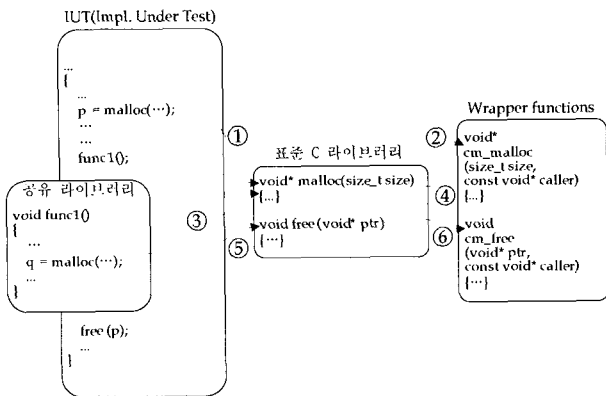 IUT(Impl. Under Test)
...
{
...
p = malloc(...);
...
...
func1();
공유 라이브러리
void func1()
{
...
q = malloc(...);
...
}
free (p);
...
}
①
③
⑤
표준 C 라이브러리
void* malloc(size_t size)
{...}
void free (void* ptr)
{...}
②
④
⑥
Wrapper functions
void*
cm_malloc
(size_t size,
const void* caller)
{...}
void
cm_free
(void* ptr,
const void* caller)
{...}